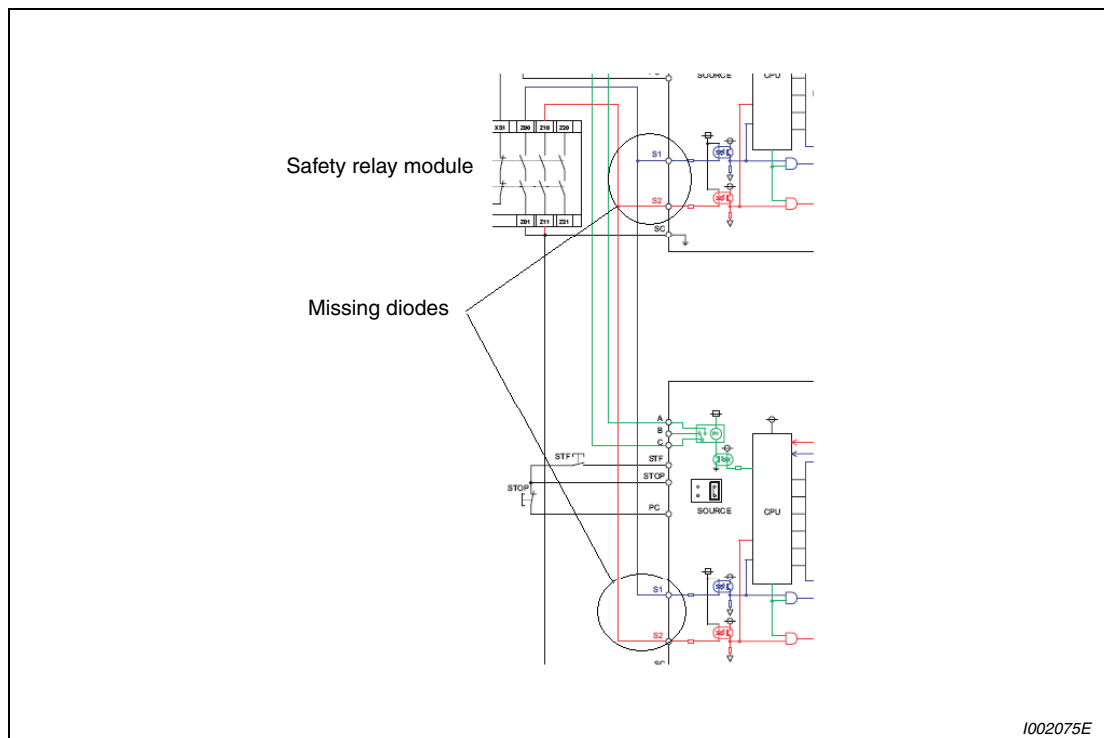 SOURCE
CPU
XS1 Z00 Z10 Z20
Safety relay module
S1
S2
Z01 Z11 Z21
SC
Missing diodes
A
B
C
STF
STF
STOP
STOP
PC
SOURCE
CPU
S1
S2
SC
I002075E